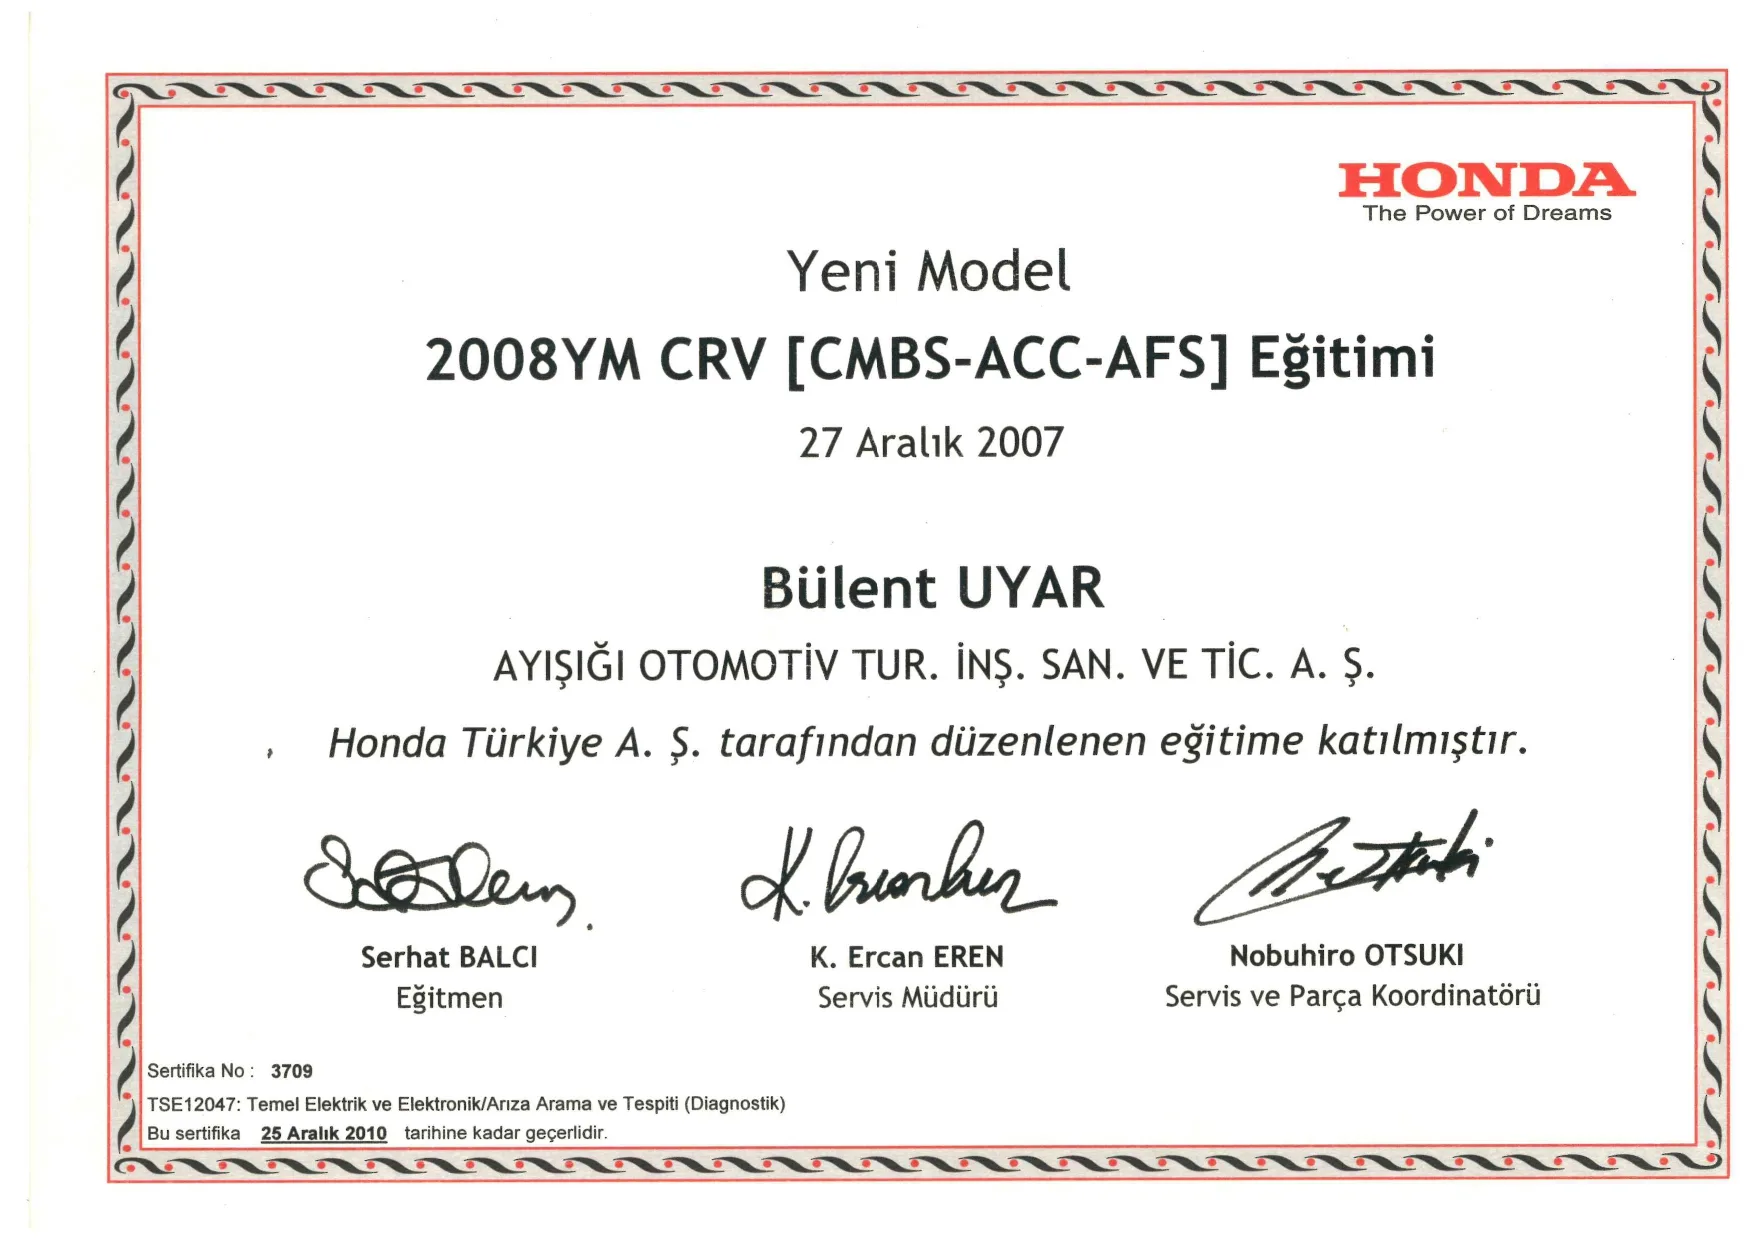 HONDA
The Power of Dreams
Yeni Model
2008YM CRV [CMBS-ACC-AFS] Eğitimi
27 Aralık 2007
Bülent UYAR
AYIŞIĞI OTOMOTİV TUR. İNŞ. SAN. VE TİC. A. Ş.
Honda Türkiye A. Ş. tarafından düzenlenen eğitime katılmıştır.
Serhat BALCI K. Ercan EREN Nobuhiro OTSUKI
Eğitmen Servis Müdürü Servis ve Parça Koordinatörü
Sertifika No : 3709
TSE12047: Temel Elektrik ve Elektronik/Arıza Arama ve Tespiti (Diagnostik)
Bu sertifika 25 Aralık 2010 tarihine kadar geçerlidir.